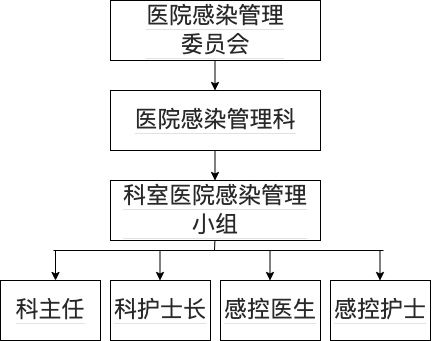 医院感染管理
委员会
医院感染管理科
科室医院感染管理
小组
科主任
科护士长
感控医生
感控护士